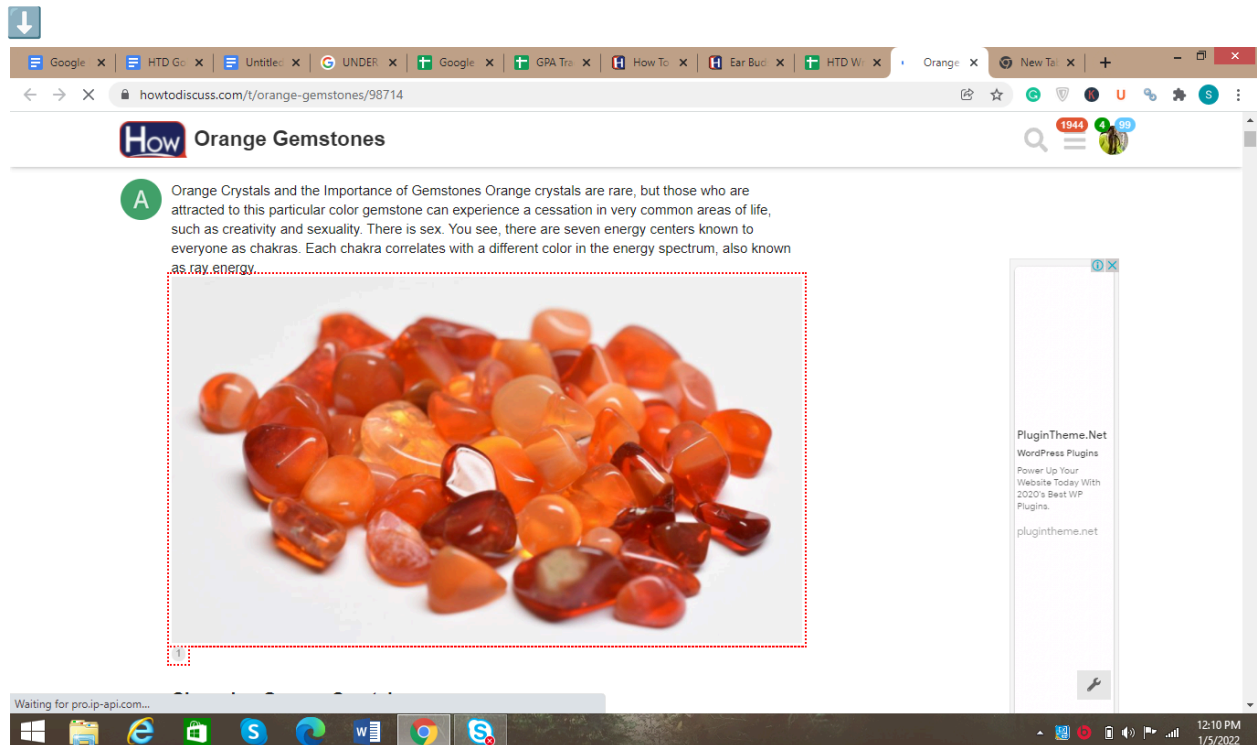 Google
HTD Go
Untitled
UNDER
Google
GPA Tra
How To
Ear Bud
HTD W
Orange
New Ta
howtodiscuss.com/t/orange-gemstones/98714
How Orange Gemstones
1944 4 99
A
Orange Crystals and the Importance of Gemstones Orange crystals are rare, but those who are
attracted to this particular color gemstone can experience a cessation in very common areas of life,
such as creativity and sexuality. There is sex. You see, there are seven energy centers known to
everyone as chakras. Each chakra correlates with a different color in the energy spectrum, also known
as ray energy.
PluginTheme.Net
WordPress Plugins
Power Up Your
Website Today With
2020's Best WP
Plugins.
plugintheme.net
1
Waiting for pro.ip-api.com...
12:10 PM
1/5/2022